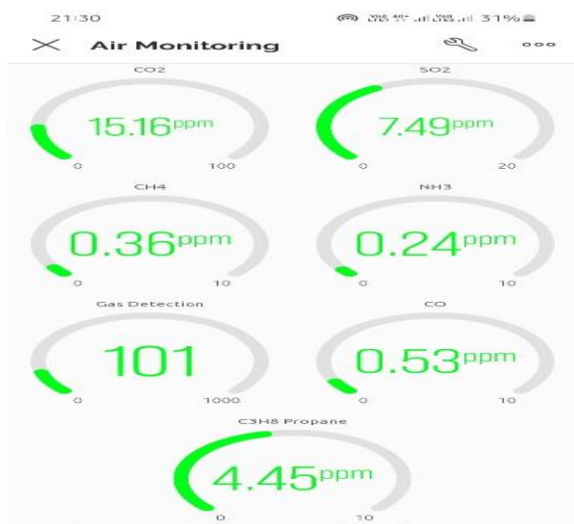 21:30 31%
Air Monitoring
CO2 SO2
15.16ppm 7.49ppm
0 100 0 20
CH4 NH3
0.36ppm 0.24ppm
0 10 0 10
Gas Detection CO
101 0.53ppm
0 1000 0 10
C3H8 Propane
4.45ppm
0 10